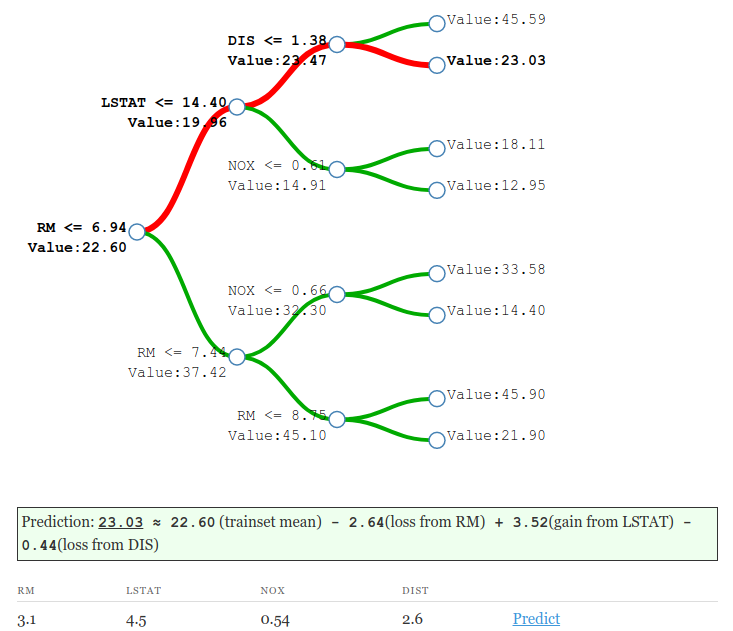 Value:45.59
DIS <= 1.38
Value:23.47
Value:23.03
LSTAT <= 14.40
Value:19.96
Value:18.11
NOX <= 0.61
Value:14.91
Value:12.95
RM <= 6.94
Value:22.60
Value:33.58
NOX <= 0.66
Value:32.30
Value:14.40
RM <= 7.44
Value:37.42
Value:45.90
RM <= 8.75
Value:45.10
Value:21.90
Prediction: 23.03 ≈ 22.60 (trainset mean) - 2.64(loss from RM) + 3.52(gain from LSTAT) -
0.44(loss from DIS)
RM LSTAT NOX DIST
3.1 4.5 0.54 2.6 Predict